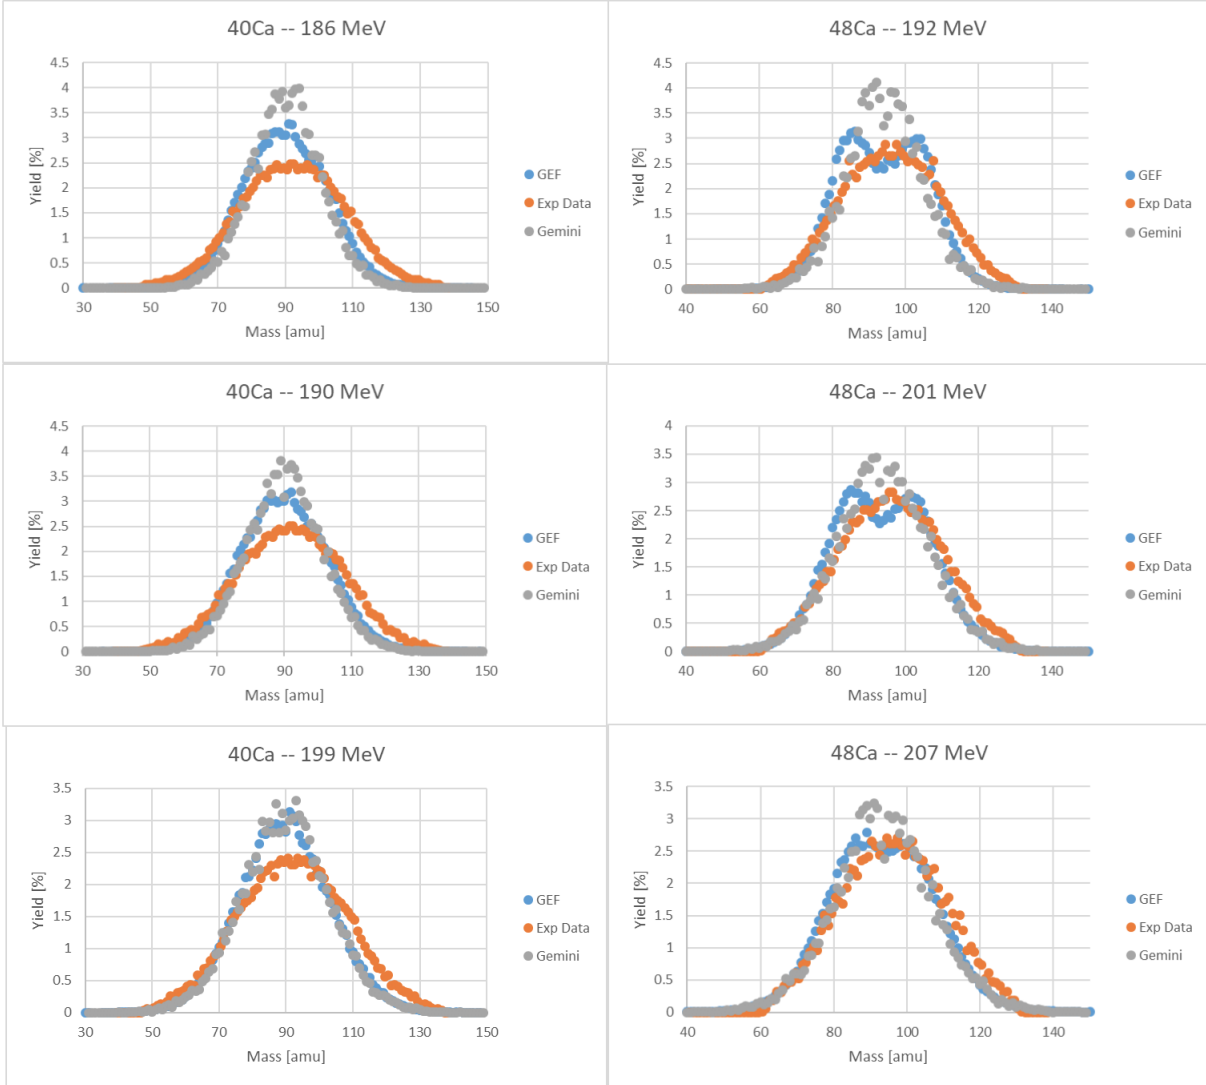 40Ca -- 186 MeV
4.5
4
3.5
3
2.5
2
1.5
1
0.5
0
Yield [%]
30 50 70 90 110 130 150
Mass [amu]
GEF
Exp Data
Gemini
48Ca -- 192 MeV
4.5
4
3.5
3
2.5
2
1.5
1
0.5
0
Yield [%]
40 60 80 100 120 140
Mass [amu]
GEF
Exp Data
Gemini
40Ca -- 190 MeV
4.5
4
3.5
3
2.5
2
1.5
1
0.5
0
Yield [%]
30 50 70 90 110 130 150
Mass [amu]
GEF
Exp Data
Gemini
48Ca -- 201 MeV
4
3.5
3
2.5
2
1.5
1
0.5
0
Yield [%]
40 60 80 100 120 140
Mass [amu]
GEF
Exp Data
Gemini
40Ca -- 199 MeV
3.5
3
2.5
2
1.5
1
0.5
0
Yield [%]
30 50 70 90 110 130 150
Mass [amu]
GEF
Exp Data
Gemini
48Ca -- 207 MeV
3.5
3
2.5
2
1.5
1
0.5
0
Yield [%]
40 60 80 100 120 140
Mass [amu]
GEF
Exp Data
Gemini